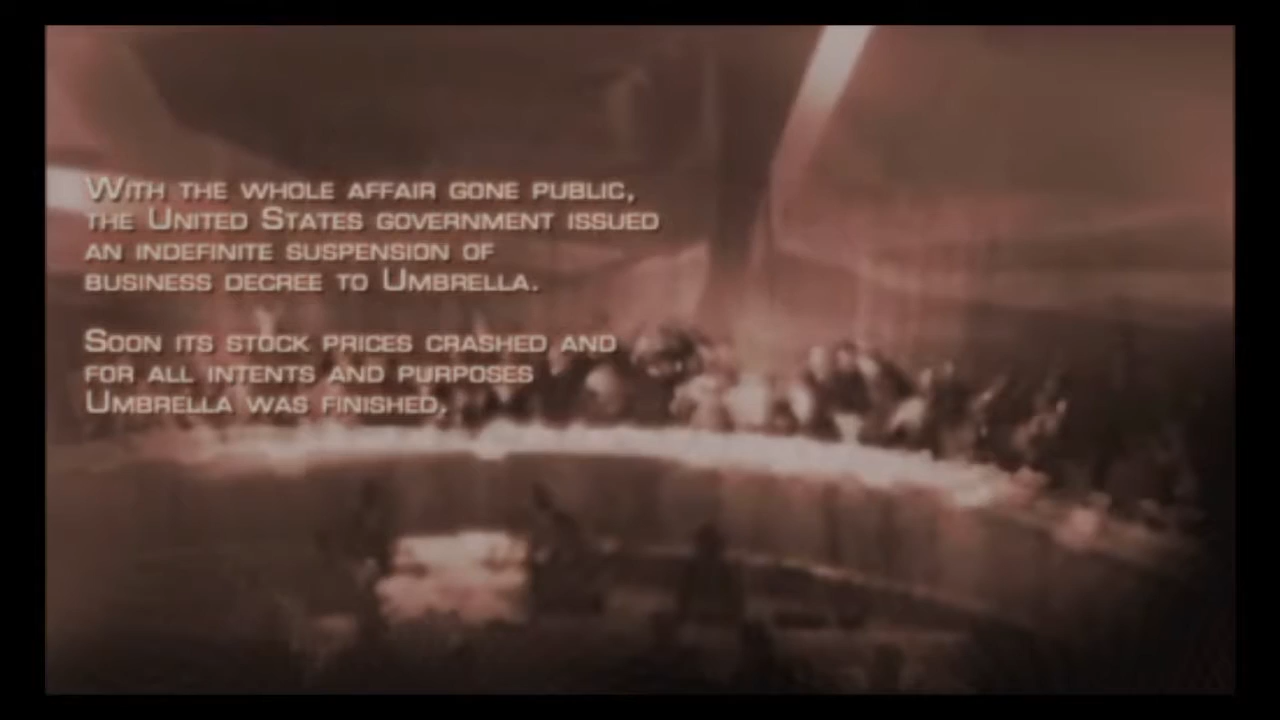 With the whole affair gone public,
the United States government issued
an indefinite suspension of
business decree to Umbrella.
Soon its stock prices crashed and
for all intents and purposes
Umbrella was finished.